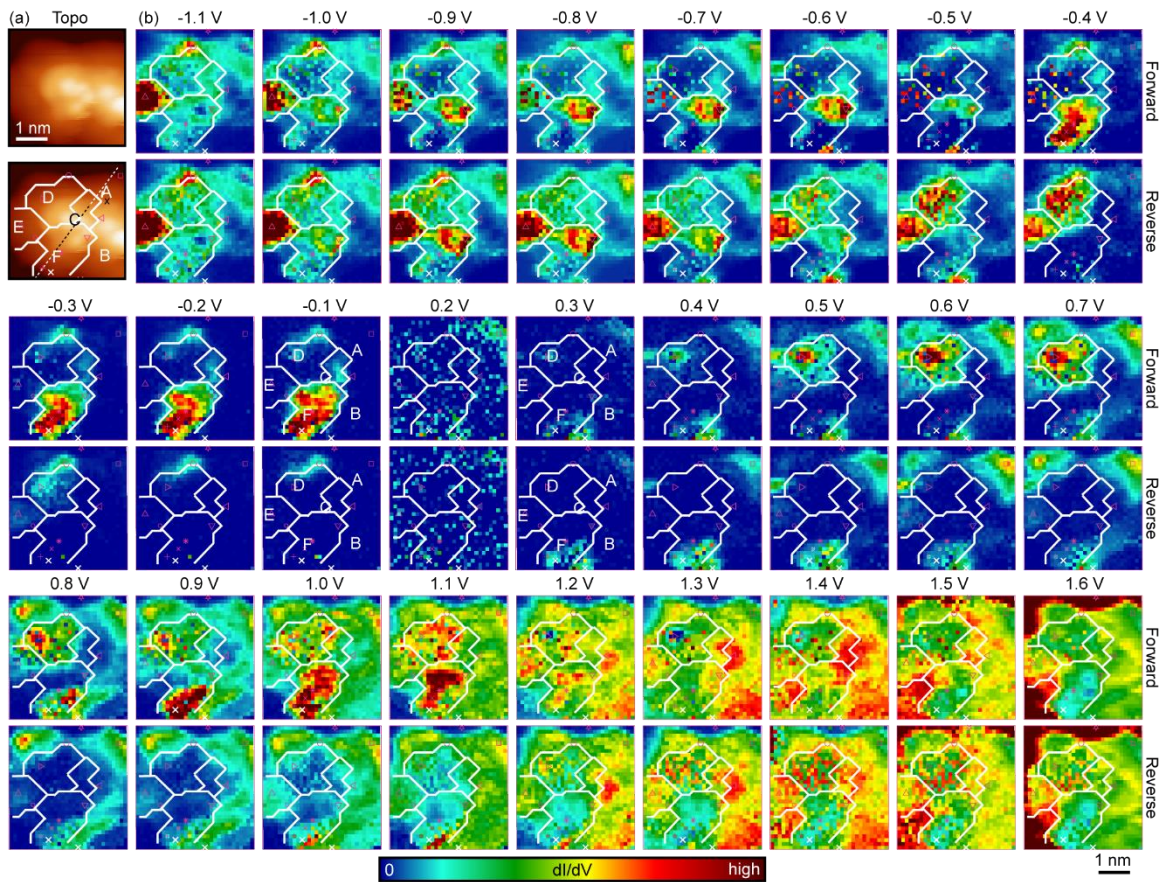 (a) Topo (b) -1.1 V -1.0 V -0.9 V -0.8 V -0.7 V -0.6 V -0.5 V -0.4 V
1 nm
Forward
D A
C
E
F B
Reverse
-0.3 V -0.2 V -0.1 V 0.2 V 0.3 V 0.4 V 0.5 V 0.6 V 0.7 V
D A D A
E C E C
F B F B
Forward
D A D A
E C E C
F B F B
Reverse
0.8 V 0.9 V 1.0 V 1.1 V 1.2 V 1.3 V 1.4 V 1.5 V 1.6 V
Forward
Reverse
0 dI/dV high
1 nm